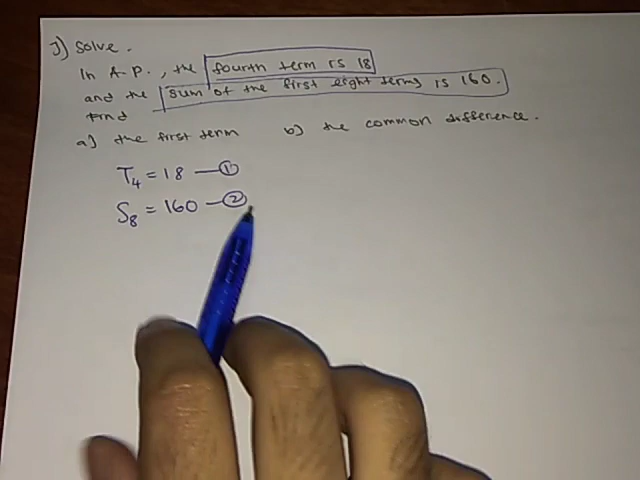 J) solve.
In A.P., the fourth term is 18
and the sum of the first eight terms is 160.
find
a) the first term b) the common difference.
T4 = 18 — ①
S8 = 160 — ②